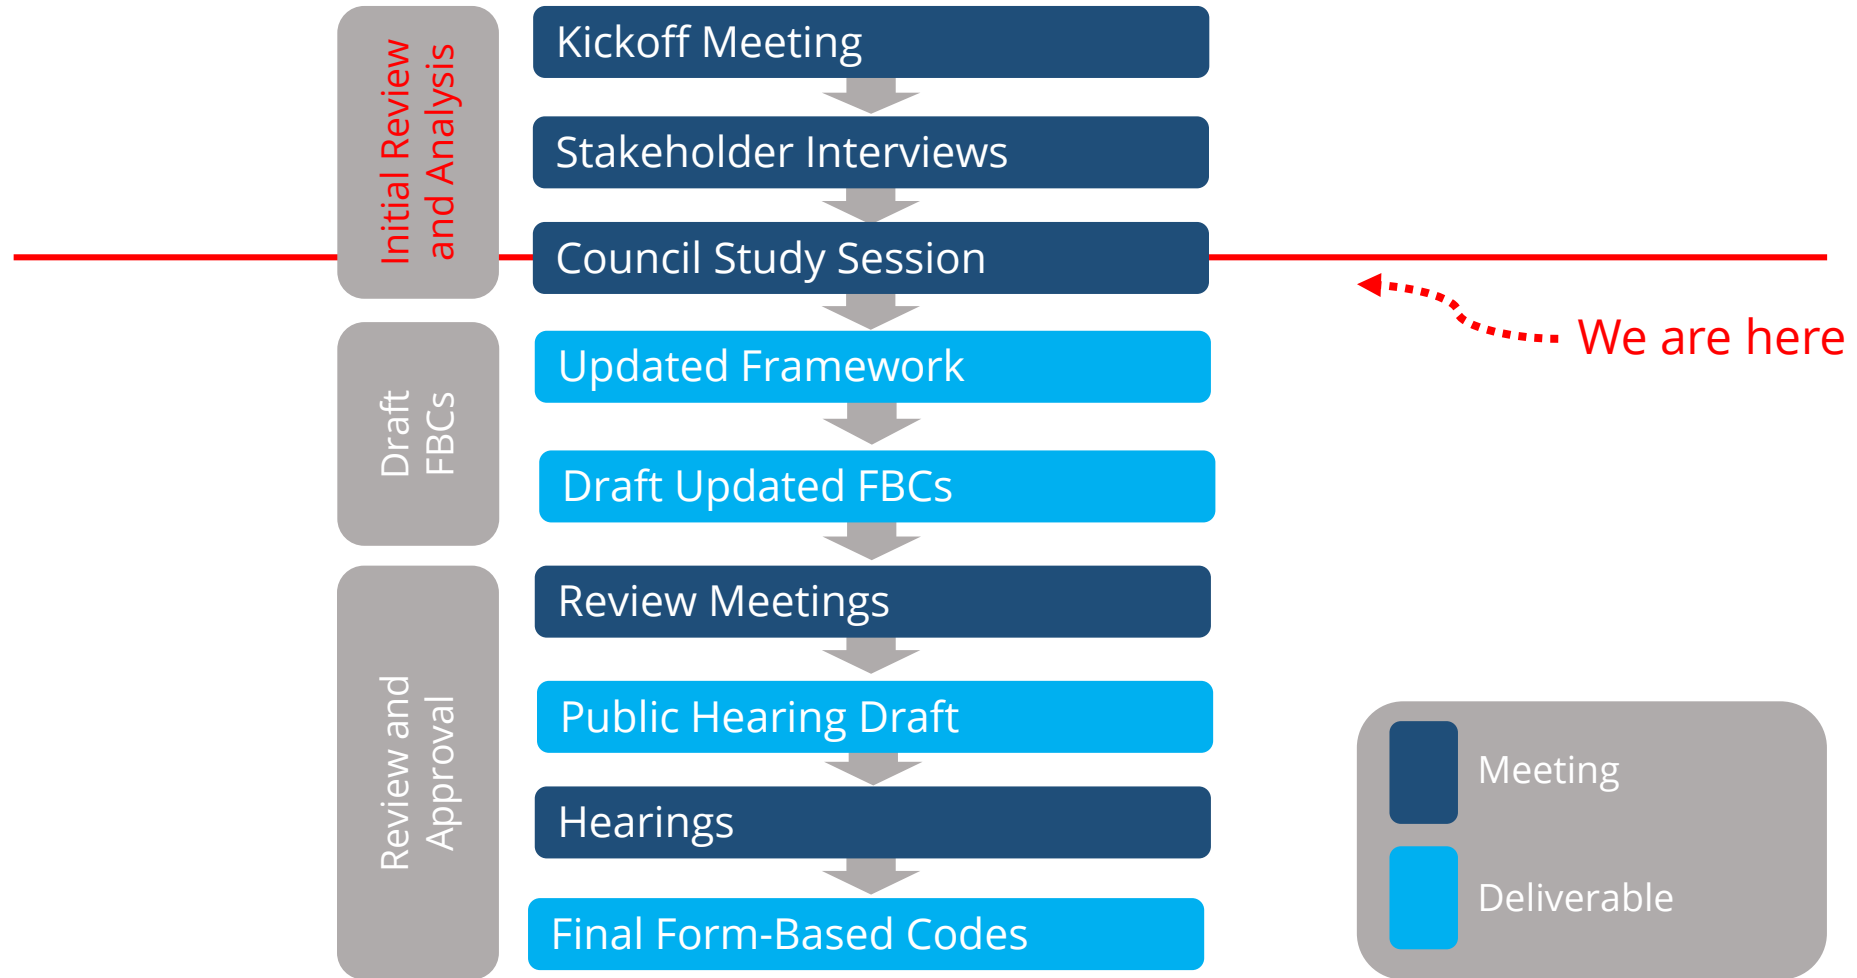 Initial Review
and Analysis
Kickoff Meeting
Stakeholder Interviews
Council Study Session
We are here
Draft
FBCs
Updated Framework
Draft Updated FBCs
Review and
Approval
Review Meetings
Public Hearing Draft
Hearings
Final Form-Based Codes
Meeting
Deliverable